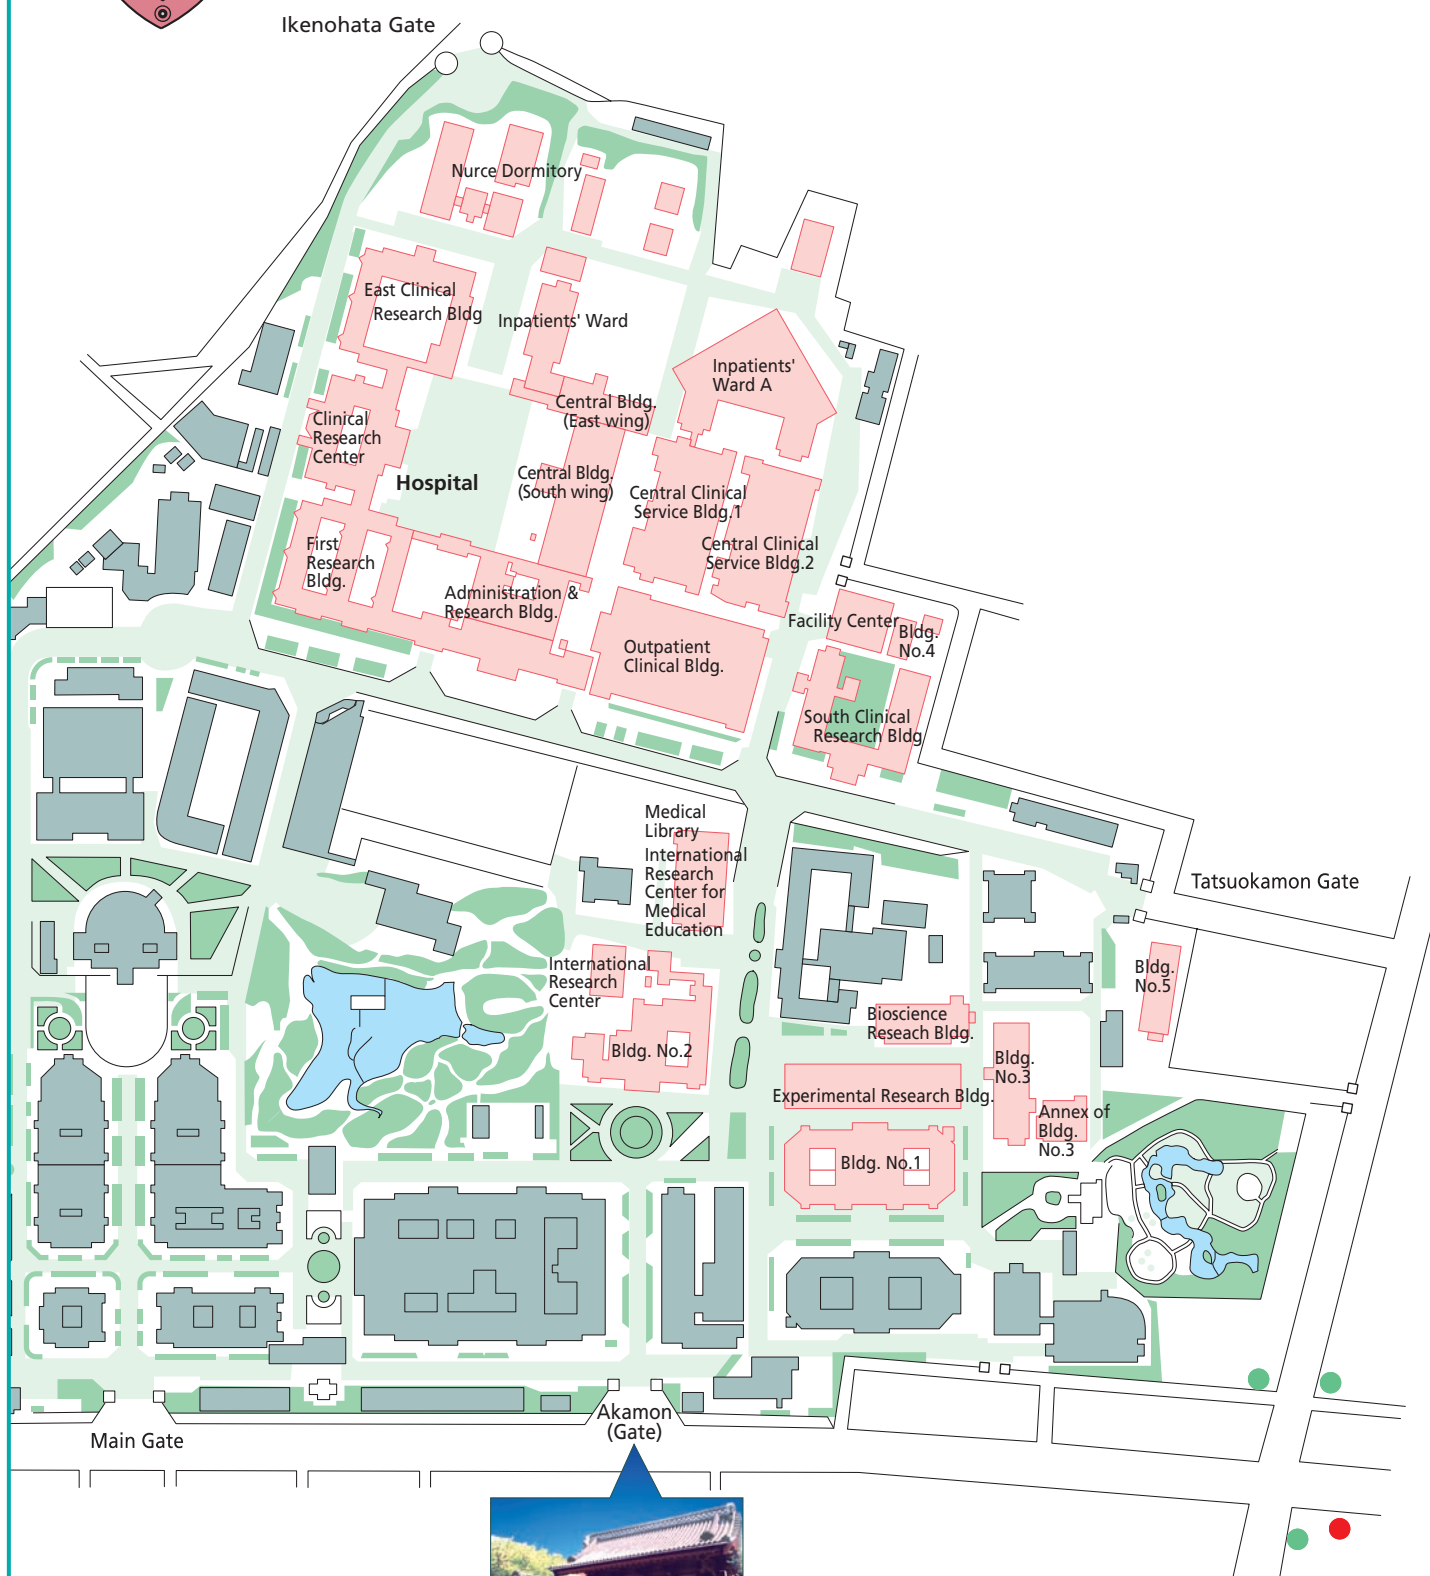 Ikenohata Gate
Nurce Dormitory
East Clinical
Research Bldg
Inpatients' Ward
Inpatients'
Ward A
Central Bldg.
(East wing)
Clinical
Research
Center
Hospital
Central Bldg.
(South wing)
Central Clinical
Service Bldg.1
Central Clinical
Service Bldg.2
First
Research
Bldg.
Administration &
Research Bldg.
Facility Center
Bldg.
No.4
Outpatient
Clinical Bldg.
South Clinical
Research Bldg
Medical
Library
International
Research
Center for
Medical
Education
Tatsuokamon Gate
International
Research
Center
Bldg.
No.5
Bioscience
Reseach Bldg.
Bldg. No.2
Bldg.
No.3
Experimental Research Bldg.
Annex of
Bldg.
No.3
Bldg. No.1
Akamon
(Gate)
Main Gate